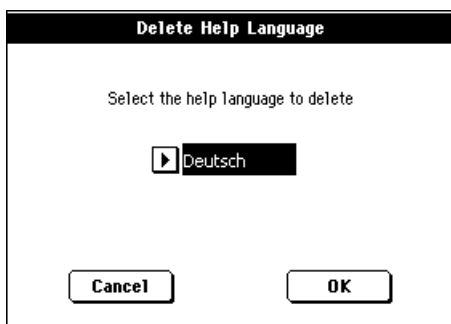 Delete Help Language
Select the help language to delete
Deutsch
Cancel
OK